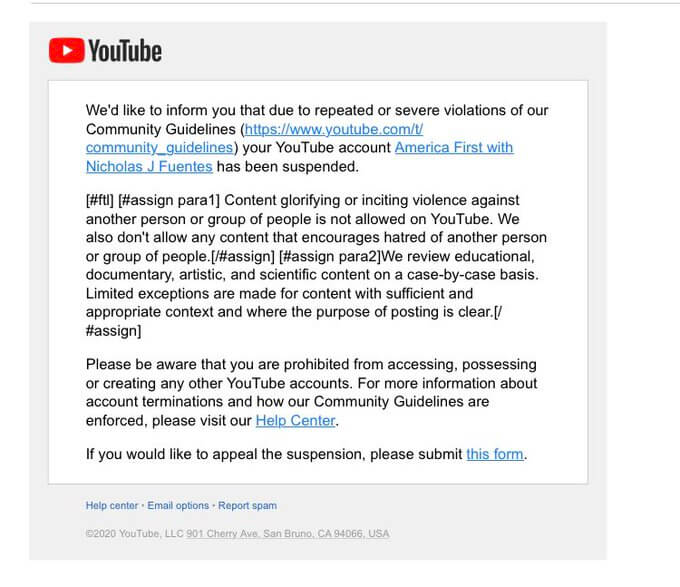 YouTube
We'd like to inform you that due to repeated or severe violations of our
Community Guidelines (https://www.youtube.com/t/
community_guidelines) your YouTube account America First with
Nicholas J Fuentes has been suspended.
[#ftl] [#assign para1] Content glorifying or inciting violence against
another person or group of people is not allowed on YouTube. We
also don't allow any content that encourages hatred of another person
or group of people.[/#assign] [#assign para2]We review educational,
documentary, artistic, and scientific content on a case-by-case basis.
Limited exceptions are made for content with sufficient and
appropriate context and where the purpose of posting is clear.[/
#assign]
Please be aware that you are prohibited from accessing, possessing
or creating any other YouTube accounts. For more information about
account terminations and how our Community Guidelines are
enforced, please visit our Help Center.
If you would like to appeal the suspension, please submit this form.
Help center · Email options · Report spam
©2020 YouTube, LLC 901 Cherry Ave, San Bruno, CA 94066, USA